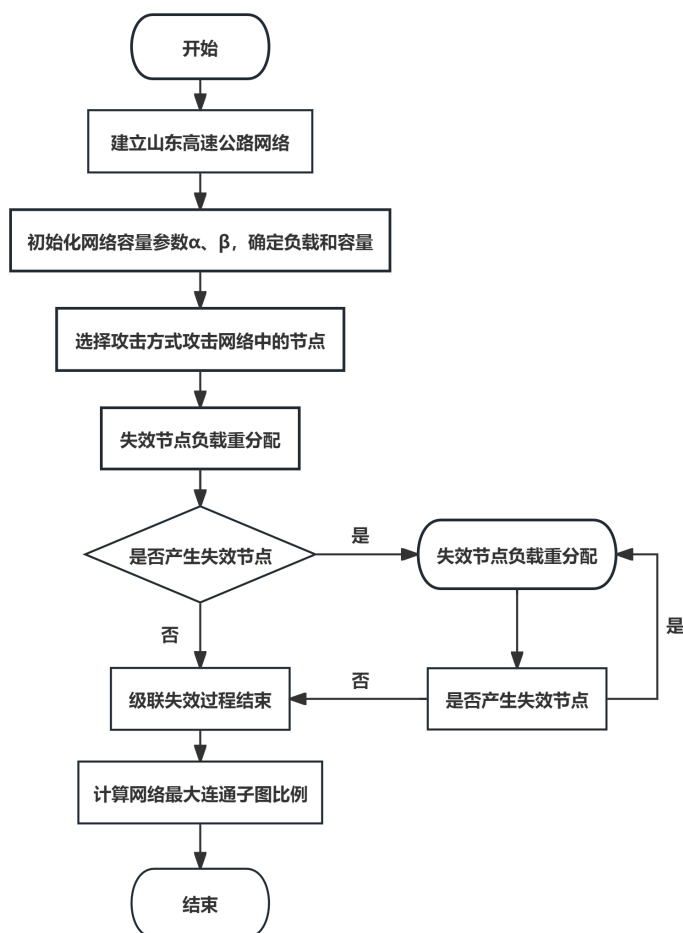 开始
建立山东高速公路网络
初始化网络容量参数α、β，确定负载和容量
选择攻击方式攻击网络中的节点
失效节点负载重分配
是否产生失效节点
是
失效节点负载重分配
是
否
级联失效过程结束
否
是否产生失效节点
计算网络最大连通子图比例
结束